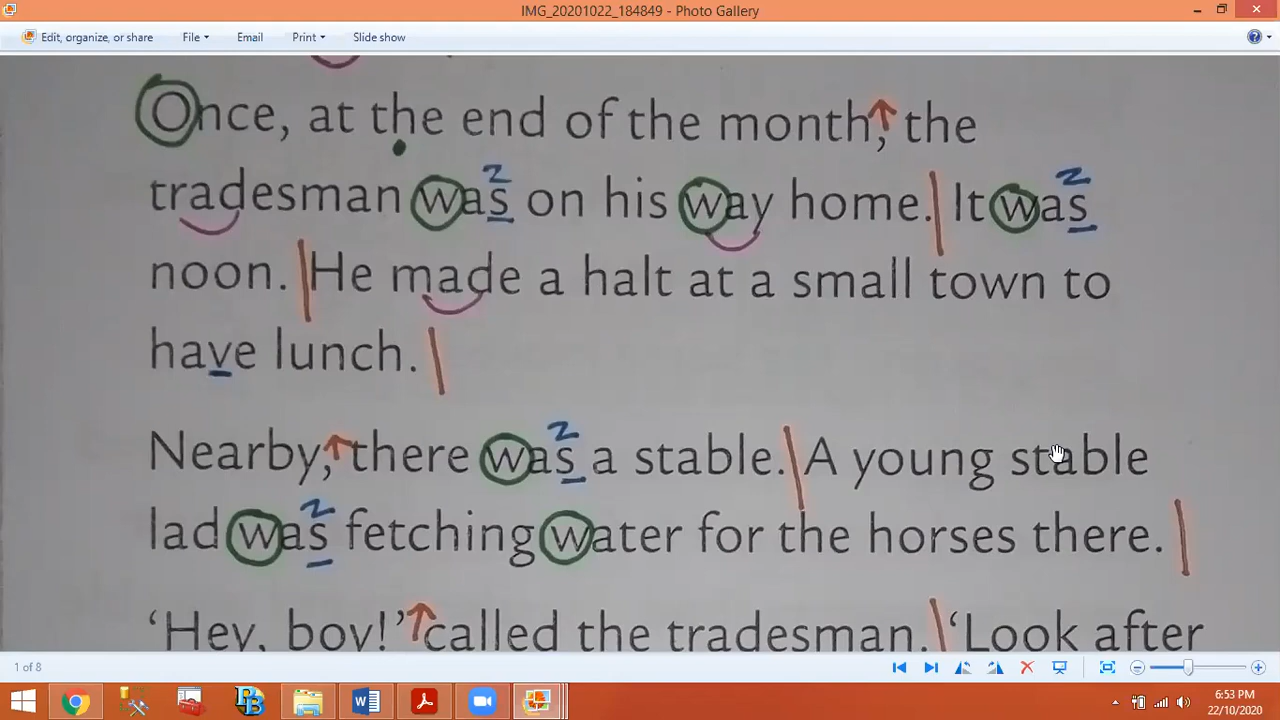 IMG_20201022_184849 - Photo Gallery
Edit, organize, or share File Email Print Slide show
Once, at the end of the month, the
z z
tradesman was on his way home. It was
noon. He made a halt at a small town to
have lunch.
z
Nearby, there was a stable. A young stable
z
lad was fetching water for the horses there.
‘Hey, boy!’ called the tradesman. ‘Look after
1 of 8
6:53 PM
22/10/2020